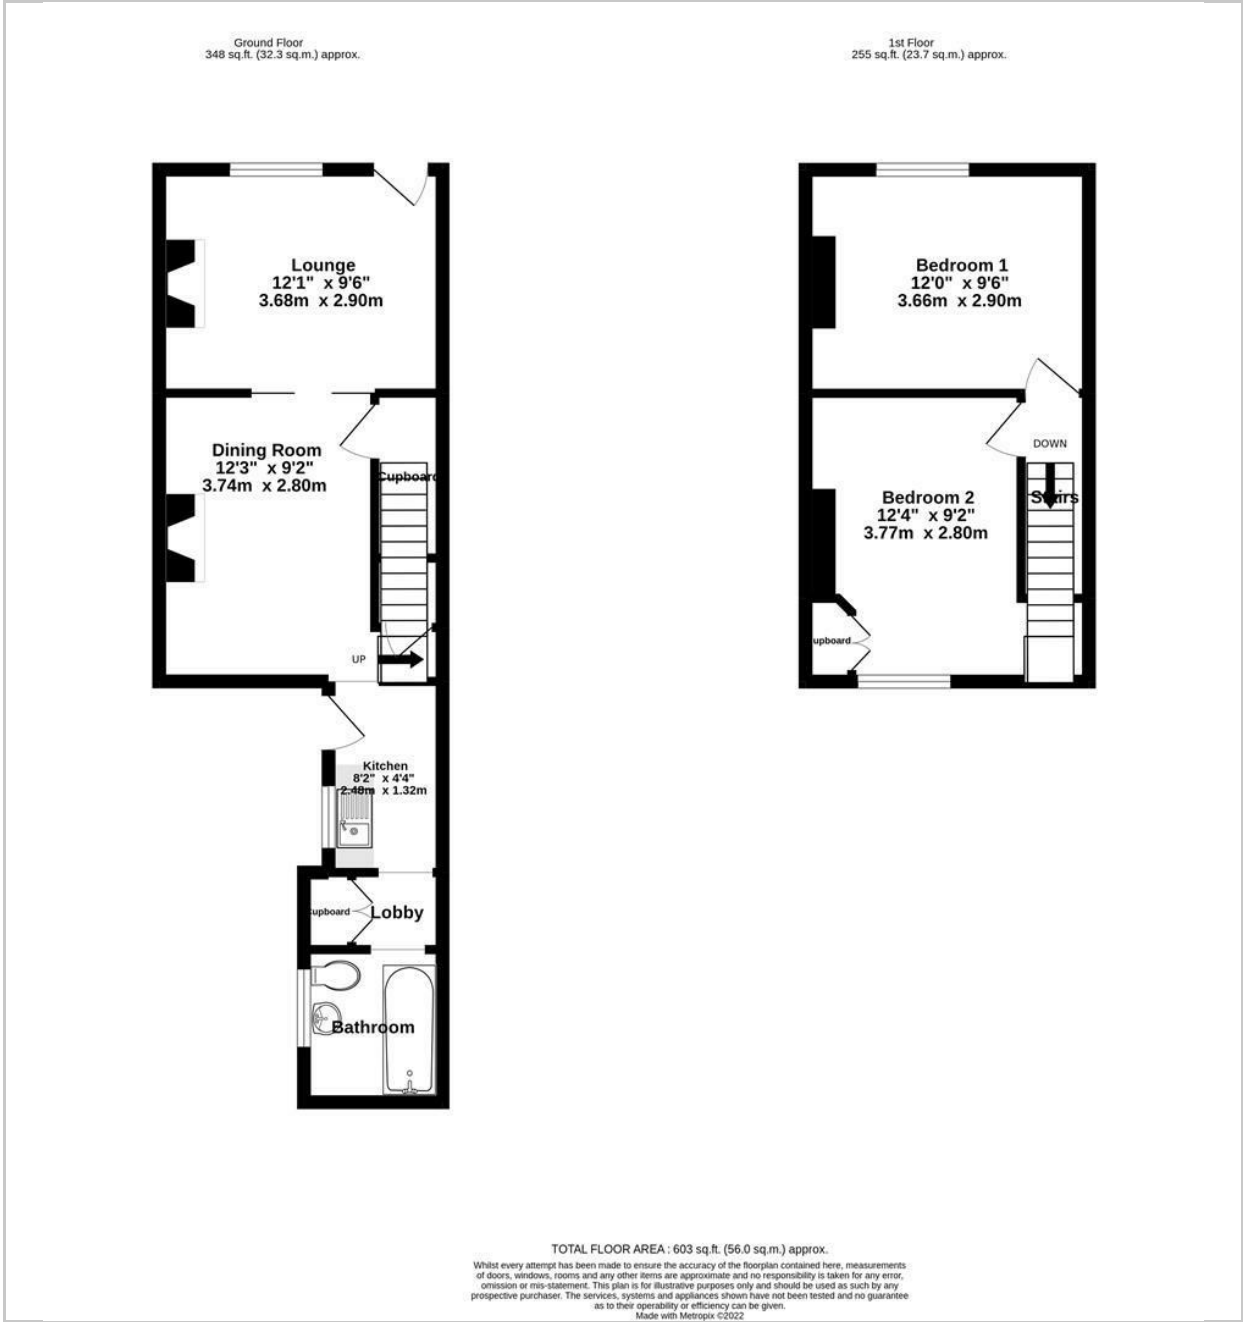 Ground Floor
348 sq.ft. (32.3 sq.m.) approx.
1st Floor
255 sq.ft. (23.7 sq.m.) approx.
Lounge
12'1" x 9'6"
3.68m x 2.90m
Dining Room
12'3" x 9'2"
3.74m x 2.80m
Cupboard
UP
Kitchen
8'2" x 4'4"
2.48m x 1.32m
Cupboard
Lobby
Bathroom
Bedroom 1
12'0" x 9'6"
3.66m x 2.90m
DOWN
Stairs
Bedroom 2
12'4" x 9'2"
3.77m x 2.80m
upboard
TOTAL FLOOR AREA : 603 sq.ft. (56.0 sq.m.) approx.
Whilst every attempt has been made to ensure the accuracy of the floorplan contained here, measurements
of doors, windows, rooms and any other items are approximate and no responsibility is taken for any error,
omission or mis-statement. This plan is for illustrative purposes only and should be used as such by any
prospective purchaser. The services, systems and appliances shown have not been tested and no guarantee
as to their operability or efficiency can be given.
Made with Metropix ©2022